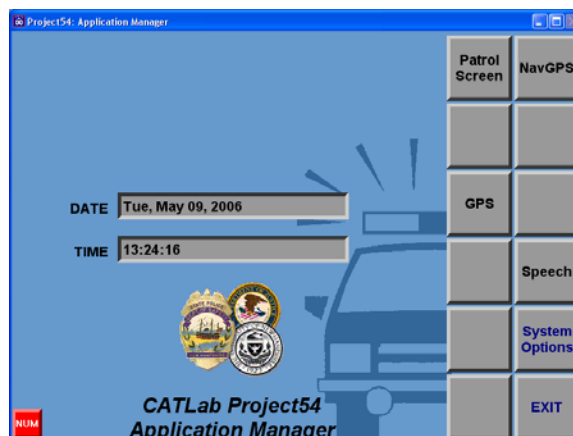 Project54: Application Manager
Patrol
Screen
NavGPS
DATE
Tue, May 09, 2006
GPS
TIME
13:24:16
Speech
System
Options
CATLab Project54
Application Manager
EXIT
NUM